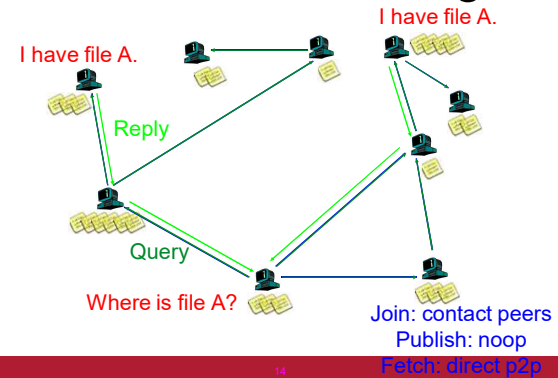 I have file A.
I have file A.
Reply
Query
Where is file A?
Join: contact peers
Publish: noop
Fetch: direct p2p
14